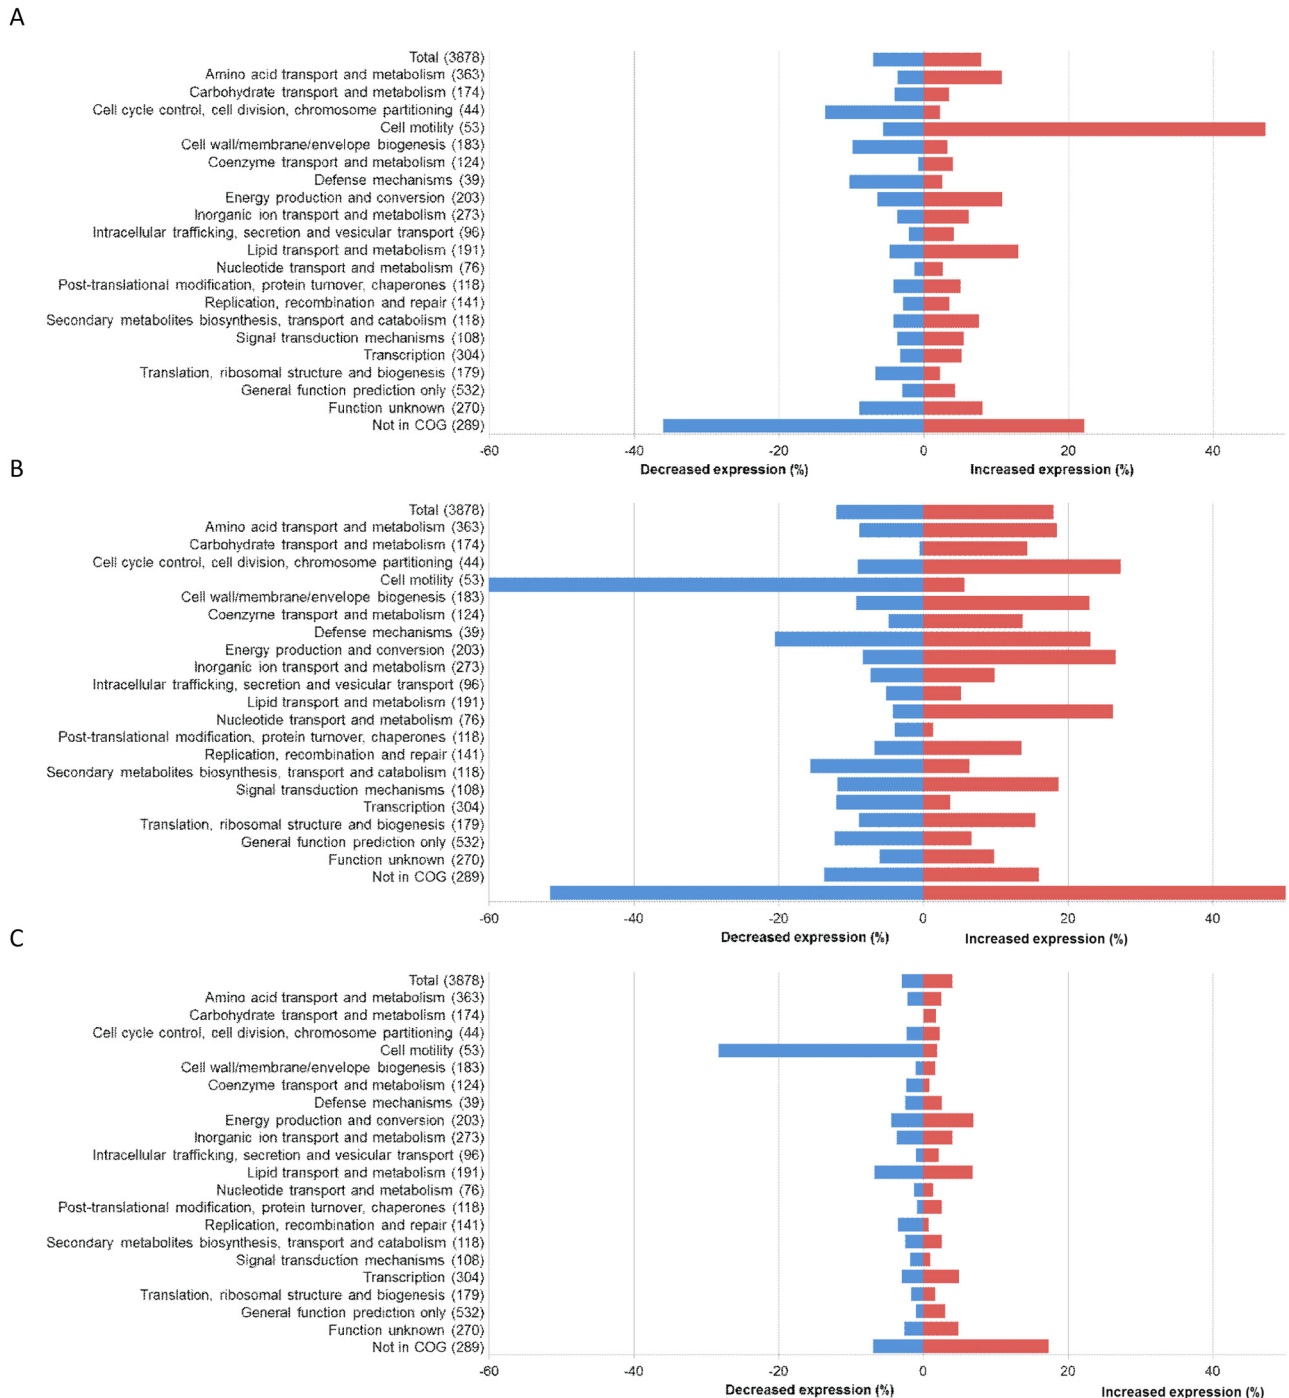 A
Total (3878)
Amino acid transport and metabolism (363)
Carbohydrate transport and metabolism (174)
Cell cycle control, cell division, chromosome partitioning (44)
Cell motility (53)
Cell wall/membrane/envelope biogenesis (183)
Coenzyme transport and metabolism (124)
Defense mechanisms (39)
Energy production and conversion (203)
Inorganic ion transport and metabolism (273)
Intracellular trafficking, secretion and vesicular transport (96)
Lipid transport and metabolism (191)
Nucleotide transport and metabolism (76)
Post-translational modification, protein turnover, chaperones (118)
Replication, recombination and repair (141)
Secondary metabolites biosynthesis, transport and catabolism (118)
Signal transduction mechanisms (108)
Transcription (304)
Translation, ribosomal structure and biogenesis (179)
General function prediction only (532)
Function unknown (270)
Not in COG (289)
-60 -40 -20 0 20 40
Decreased expression (%) Increased expression (%)
B
Total (3878)
Amino acid transport and metabolism (363)
Carbohydrate transport and metabolism (174)
Cell cycle control, cell division, chromosome partitioning (44)
Cell motility (53)
Cell wall/membrane/envelope biogenesis (183)
Coenzyme transport and metabolism (124)
Defense mechanisms (39)
Energy production and conversion (203)
Inorganic ion transport and metabolism (273)
Intracellular trafficking, secretion and vesicular transport (96)
Lipid transport and metabolism (191)
Nucleotide transport and metabolism (76)
Post-translational modification, protein turnover, chaperones (118)
Replication, recombination and repair (141)
Secondary metabolites biosynthesis, transport and catabolism (118)
Signal transduction mechanisms (108)
Transcription (304)
Translation, ribosomal structure and biogenesis (179)
General function prediction only (532)
Function unknown (270)
Not in COG (289)
-60 -40 -20 0 20 40
Decreased expression (%) Increased expression (%)
C
Total (3878)
Amino acid transport and metabolism (363)
Carbohydrate transport and metabolism (174)
Cell cycle control, cell division, chromosome partitioning (44)
Cell motility (53)
Cell wall/membrane/envelope biogenesis (183)
Coenzyme transport and metabolism (124)
Defense mechanisms (39)
Energy production and conversion (203)
Inorganic ion transport and metabolism (273)
Intracellular trafficking, secretion and vesicular transport (96)
Lipid transport and metabolism (191)
Nucleotide transport and metabolism (76)
Post-translational modification, protein turnover, chaperones (118)
Replication, recombination and repair (141)
Secondary metabolites biosynthesis, transport and catabolism (118)
Signal transduction mechanisms (108)
Transcription (304)
Translation, ribosomal structure and biogenesis (179)
General function prediction only (532)
Function unknown (270)
Not in COG (289)
-60 -40 -20 0 20 40
Decreased expression (%) Increased expression (%)